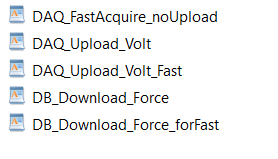 DAQ_FastAcquire_noUpload
DAQ_Upload_Volt
DAQ_Upload_Volt_Fast
DB_Download_Force
DB_Download_Force_forFast